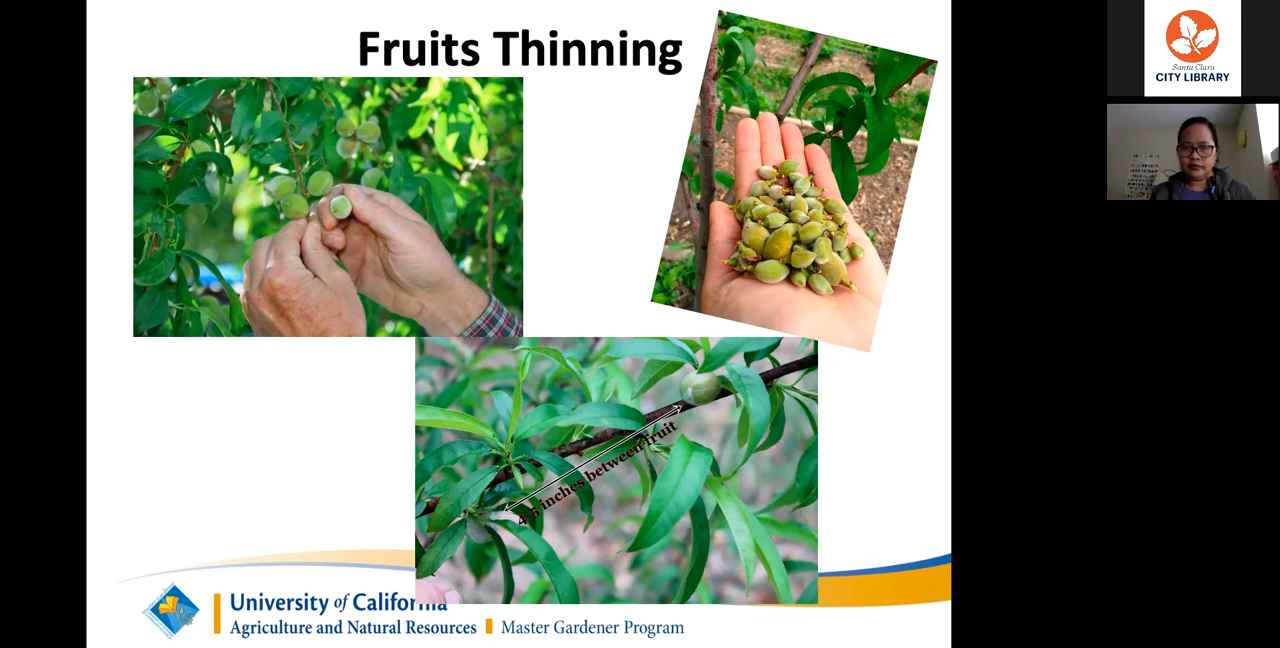 Fruits Thinning
4-5 inches between fruit
University of California
Agriculture and Natural Resources Master Gardener Program
Santa Clara
CITY LIBRARY